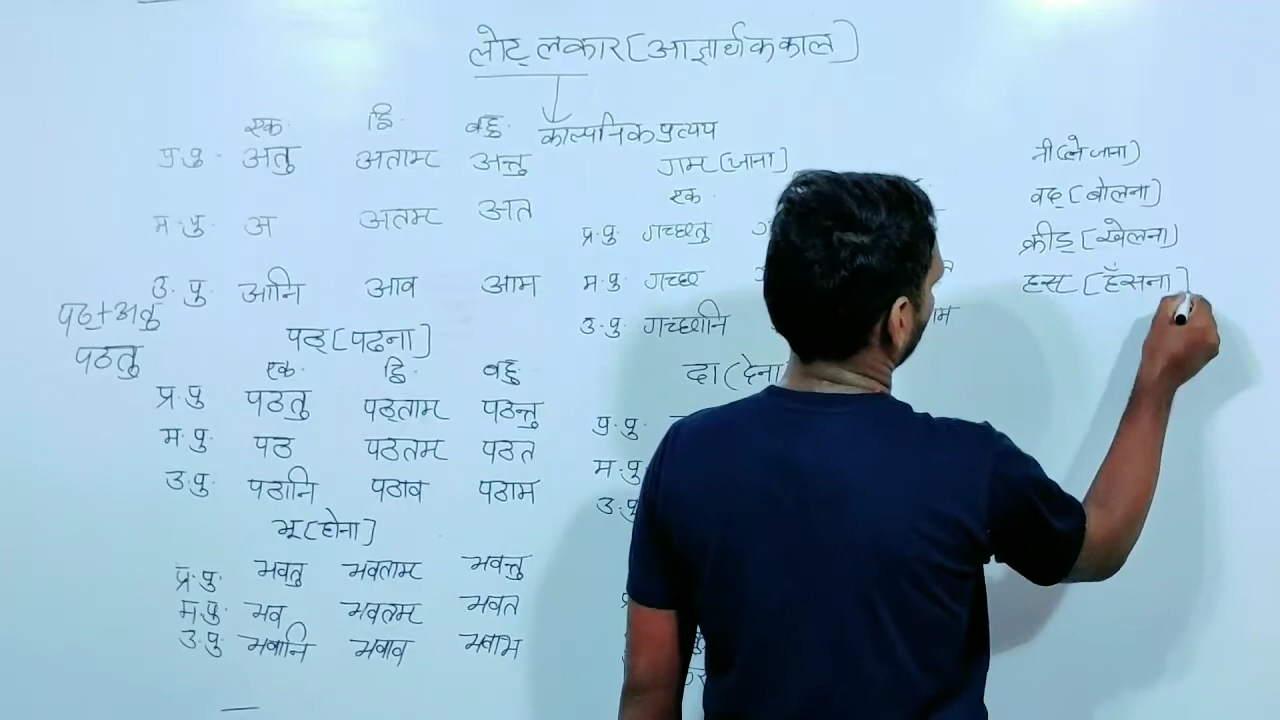 लोट् लकार [आज्ञार्थक काल]
काल्पनिक प्रत्यय
एक. द्वि. बहु.
प्र.पु. अतु अताम् अन्तु
म.पु. अ अतम् अत
उ.पु. आनि आव आम
पठ्+अतु
पठतु
पठ् [पढना]
एक. द्वि. बहु
प्र.पु पठतु पठ्ताम् पठन्तु
म.पु. पठ पठतम् पठत
उ.पु. पठानि पठाव पठाम
भू [होना]
प्र.पु. भवतु भवताम् भवन्तु
म.पु. भव भवतम् भवत
उ.पु. भवानि भवाव भवाम
गम् [जाना]
एक.
प्र.पु. गच्छतु
म.पु. गच्छ
उ.पु. गच्छानि
दा (देना
प्र.पु.
म.पु.
उ.पु
नी (ले जाना)
वद् [बोलना]
क्रीड् [खेलना]
हस् [हँसना]